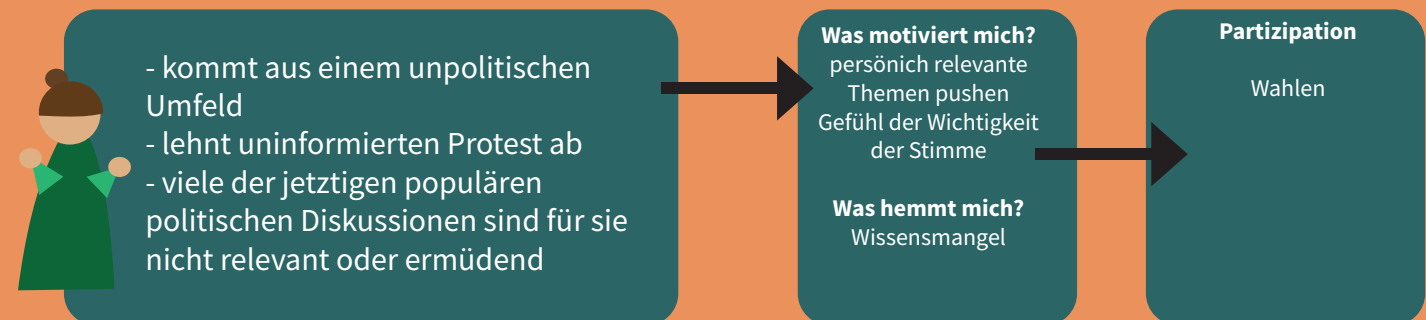 - kommt aus einem unpolitischen
Umfeld
- lehnt uninformierten Protest ab
- viele der jetztigen populären
politischen Diskussionen sind für sie
nicht relevant oder ermüdend
Was motiviert mich?
persönich relevante
Themen pushen
Gefühl der Wichtigkeit
der Stimme
Was hemmt mich?
Wissensmangel
Partizipation
Wahlen